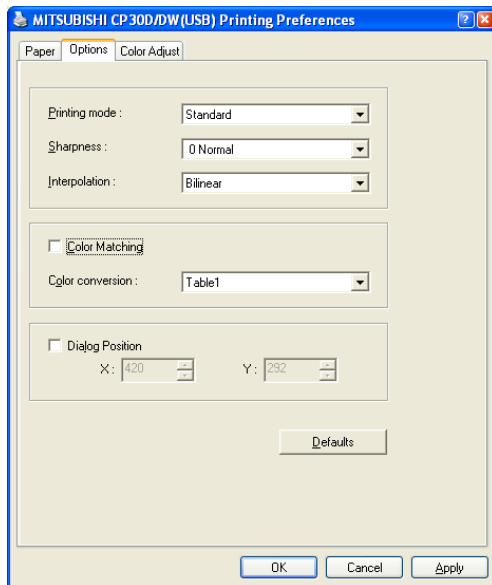 MITSUBISHI CP30D/DW(USB) Printing Preferences
Paper Options Color Adjust
Printing mode : Standard
Sharpness : 0 Normal
Interpolation : Bilinear
Color Matching
Color conversion : Table1
Dialog Position
X : 420 Y : 292
Defaults
OK Cancel Apply